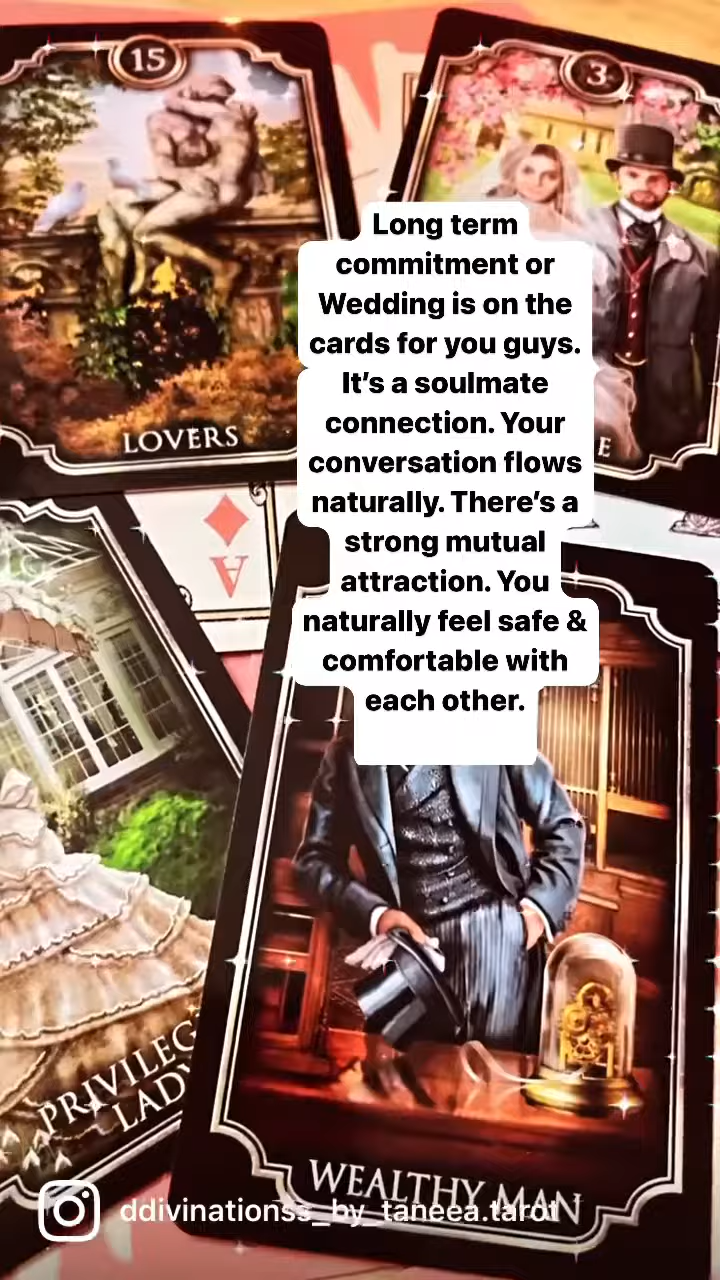 15
3
Long term
commitment or
Wedding is on the
cards for you guys.
It’s a soulmate
connection. Your
conversation flows
naturally. There’s a
strong mutual
attraction. You
naturally feel safe &
comfortable with
each other.
LOVERS
E
A
WEALTHY MAN
ddivinationss_by_taneea.tarot